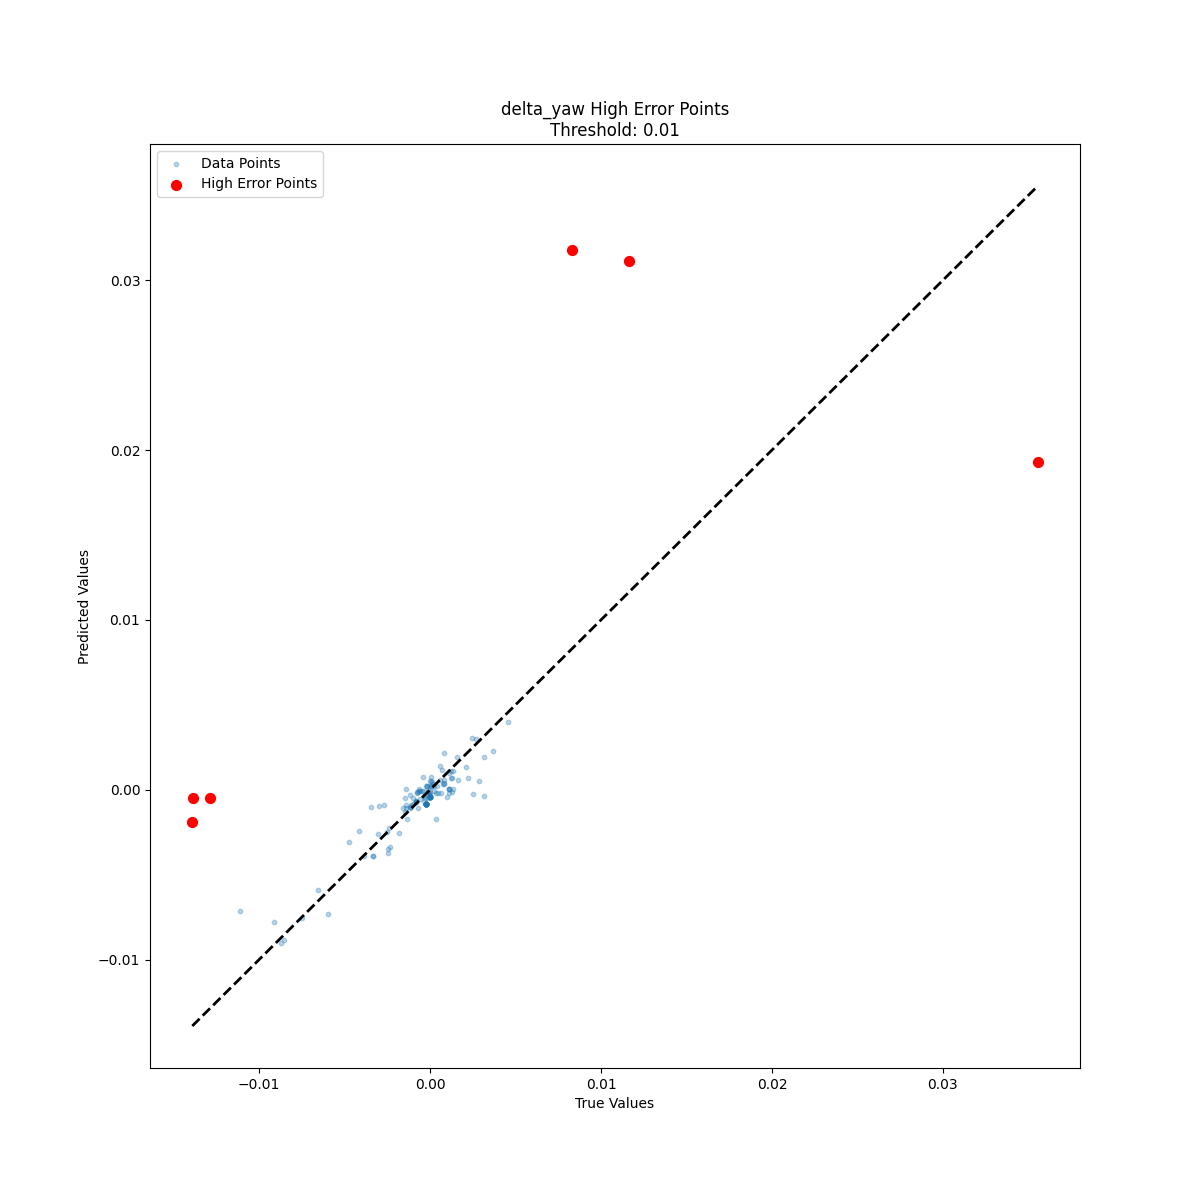 delta_yaw High Error Points
Threshold: 0.01
Data Points
High Error Points
0.03
0.02
0.01
0.00
−0.01
Predicted Values
−0.01
0.00
0.01
0.02
0.03
True Values